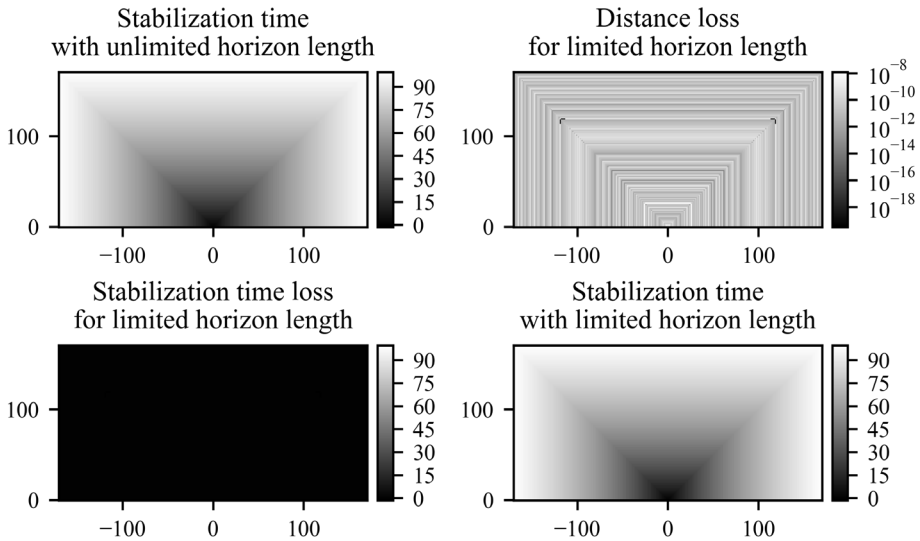 Stabilization time
with unlimited horizon length
90
75
60
45
30
15
0
100
0
−100 0 100
Distance loss
for limited horizon length
10⁻⁸
10⁻¹⁰
10⁻¹²
10⁻¹⁴
10⁻¹⁶
10⁻¹⁸
100
0
−100 0 100
Stabilization time loss
for limited horizon length
90
75
60
45
30
15
0
100
0
−100 0 100
Stabilization time
with limited horizon length
90
75
60
45
30
15
0
100
0
−100 0 100